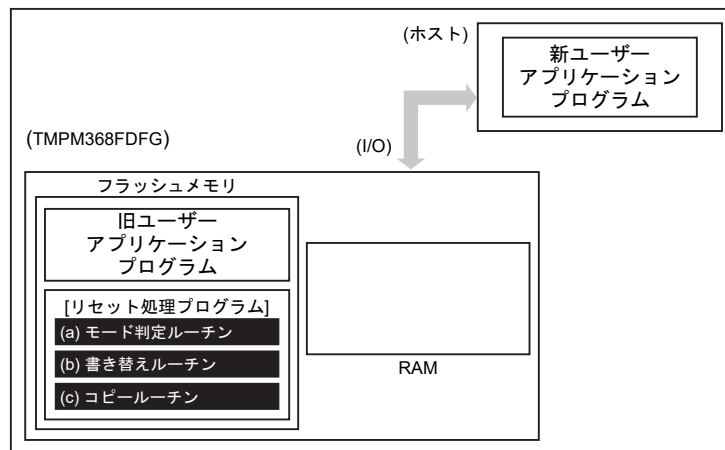 (ホスト)
新ユーザー
アプリケーション
プログラム
(TMPM368FDFG)
(I/O)
フラッシュメモリ
旧ユーザー
アプリケーション
プログラム
[リセット処理プログラム]
(a) モード判定ルーチン
(b) 書き替えルーチン
(c) コピールーチン
RAM